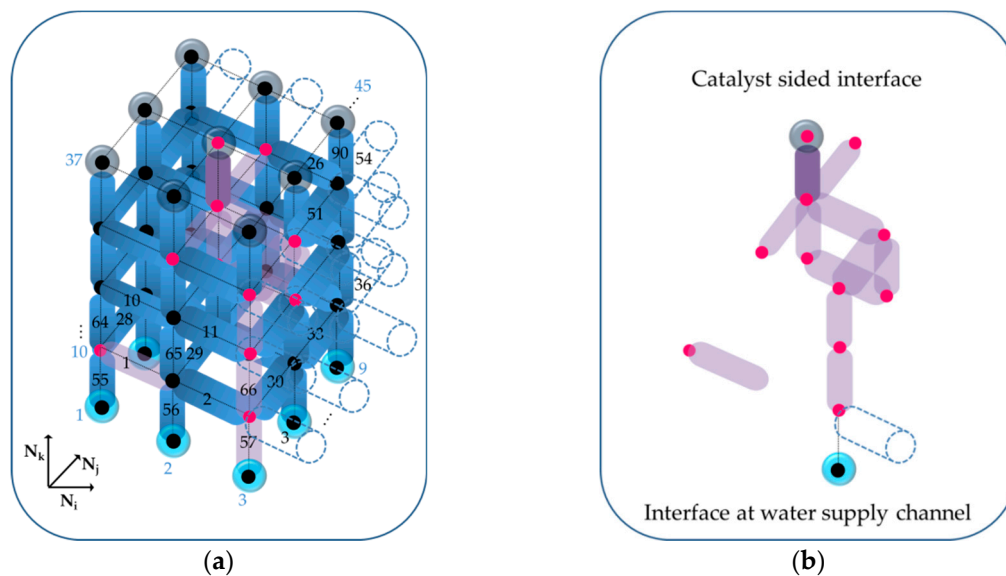 45
37
26 90 54
51
36
10
64 28 11 33
10 65 29
1 9
55 66 30
56 2
1 57 3
2
3
N_k
N_j
N_i
(a)
Catalyst sided interface
Interface at water supply channel
(b)